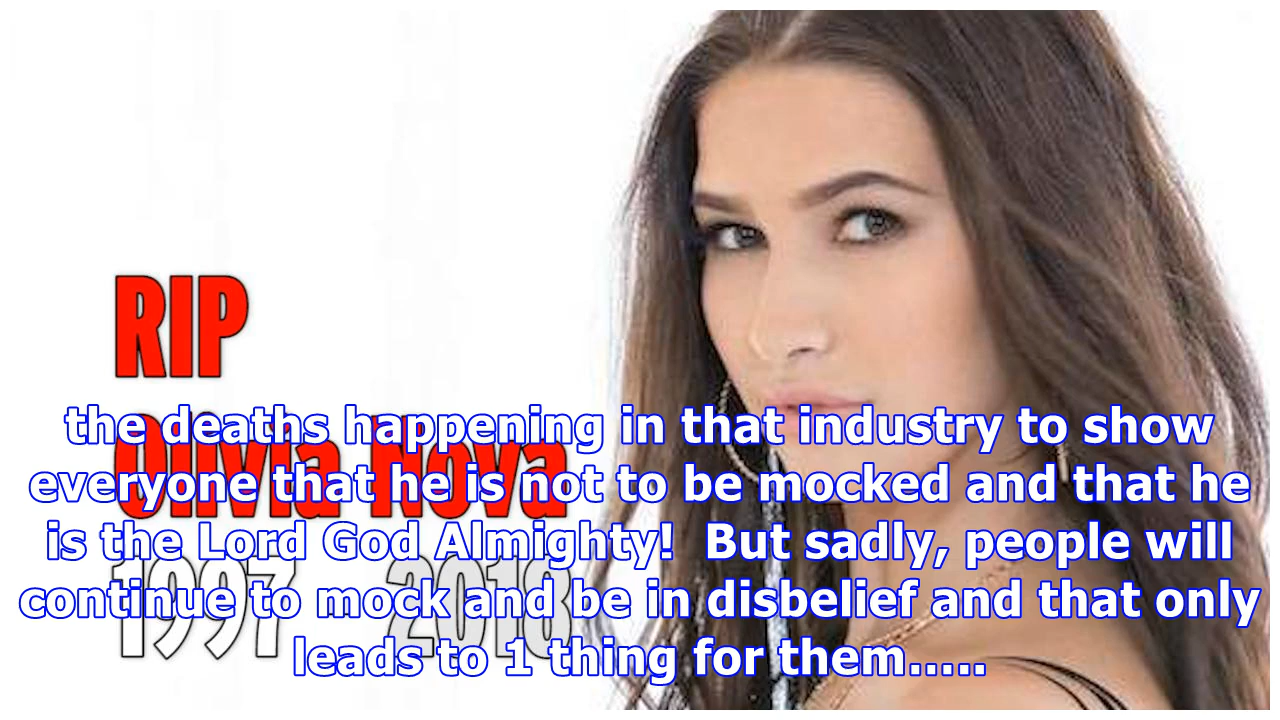 RIP
Olivia Nova
1997 2018
the deaths happening in that industry to show
everyone that he is not to be mocked and that he
is the Lord God Almighty!  But sadly, people will
continue to mock and be in disbelief and that only
leads to 1 thing for them.....